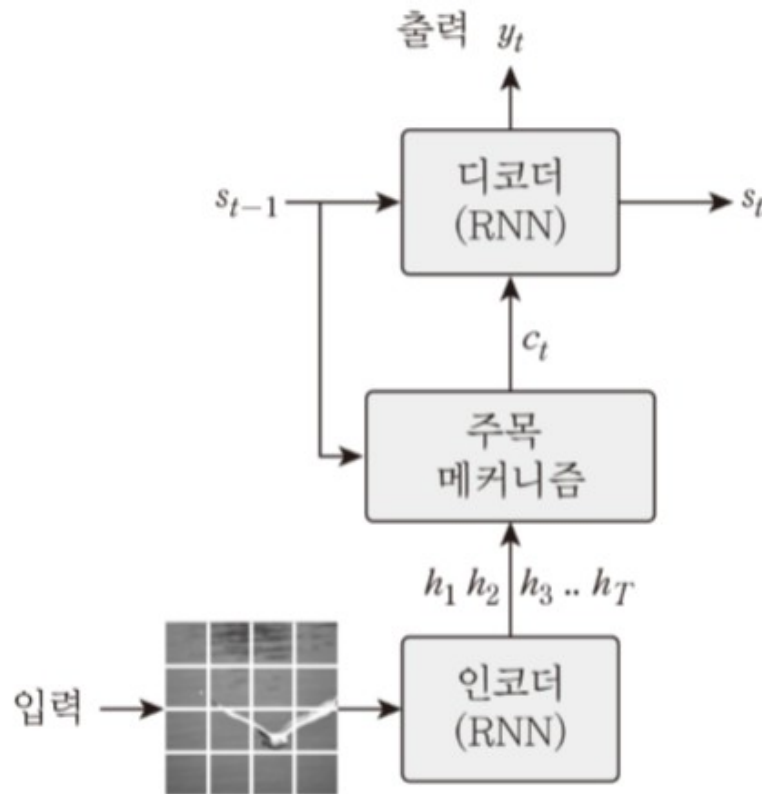 출력 y_t
디코더
(RNN)
s_{t-1}
s_t
c_t
주목
메커니즘
h_1 h_2 h_3 .. h_T
입력
인코더
(RNN)